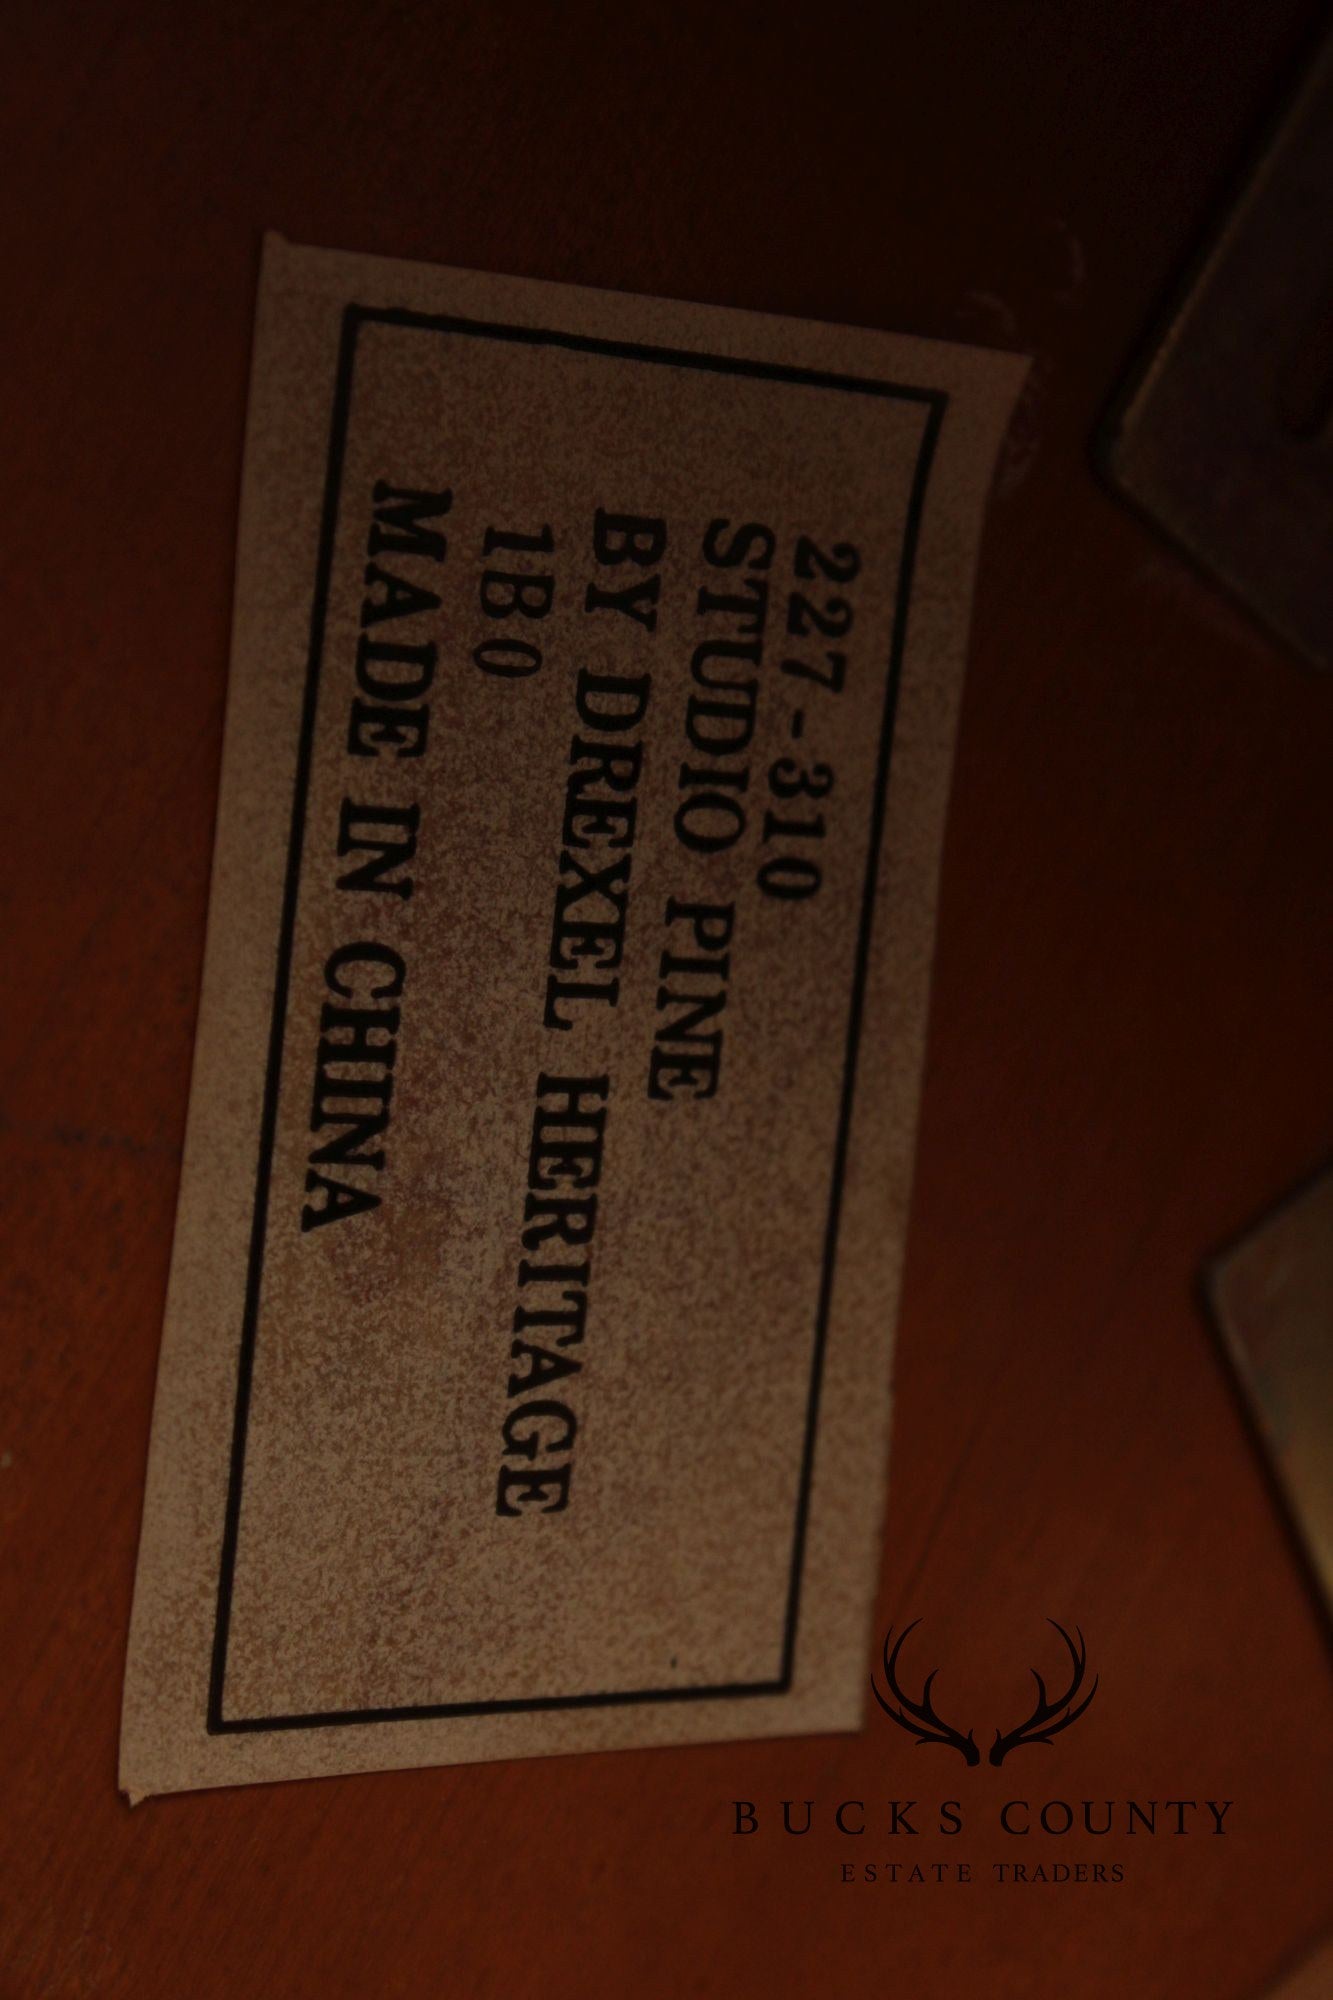 227-310
STUDIO PINE
BY DREXEL HERITAGE
1B0
MADE IN CHINA
BUCKS COUNTY
ESTATE TRADERS